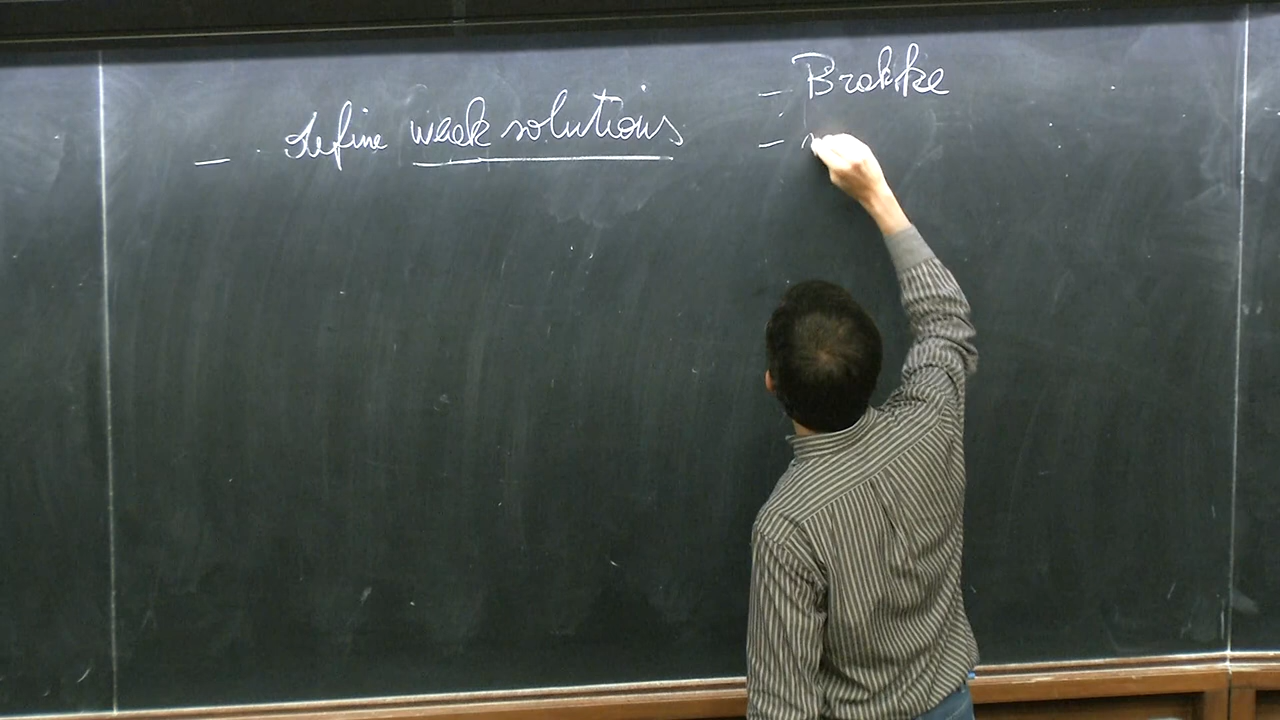 - define weak solutions
- Brakke
-